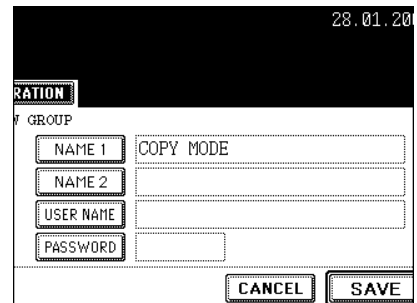 28.01.20
RATION
GROUP
NAME 1 COPY MODE
NAME 2
USER NAME
PASSWORD
CANCEL SAVE